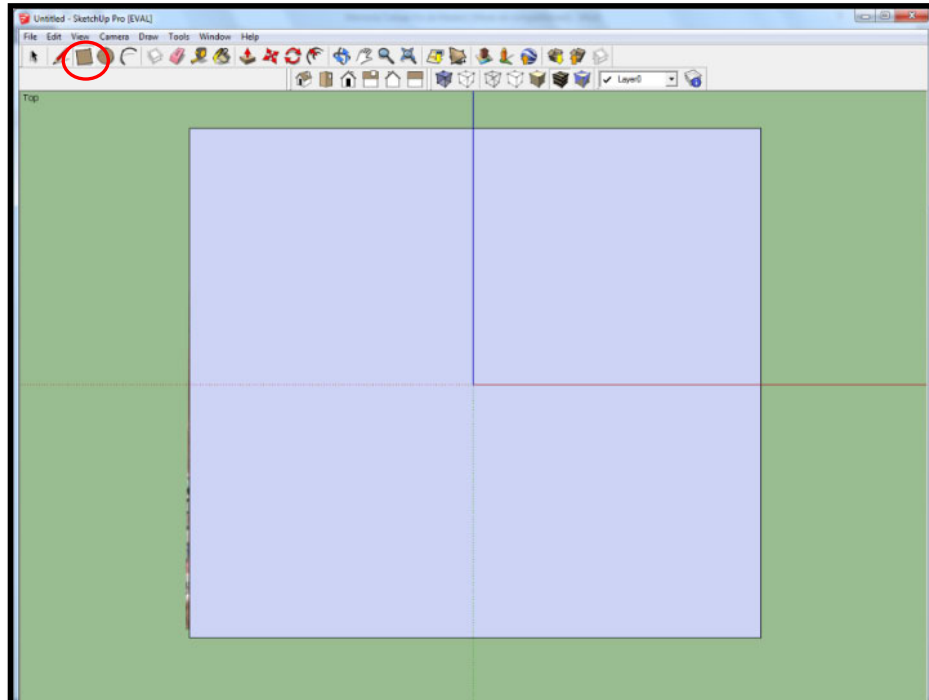 Untitled - SketchUp Pro [EVAL]
File Edit View Camera Draw Tools Window Help
Layer0
Top